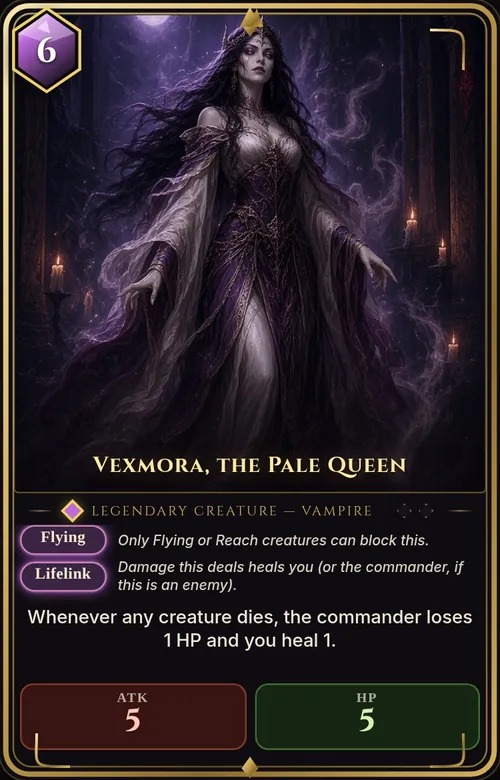 6
Vexmora, the Pale Queen
Legendary Creature — Vampire
Flying
Only Flying or Reach creatures can block this.
Lifelink
Damage this deals heals you (or the commander, if
this is an enemy).
Whenever any creature dies, the commander loses
1 HP and you heal 1.
ATK
5
HP
5